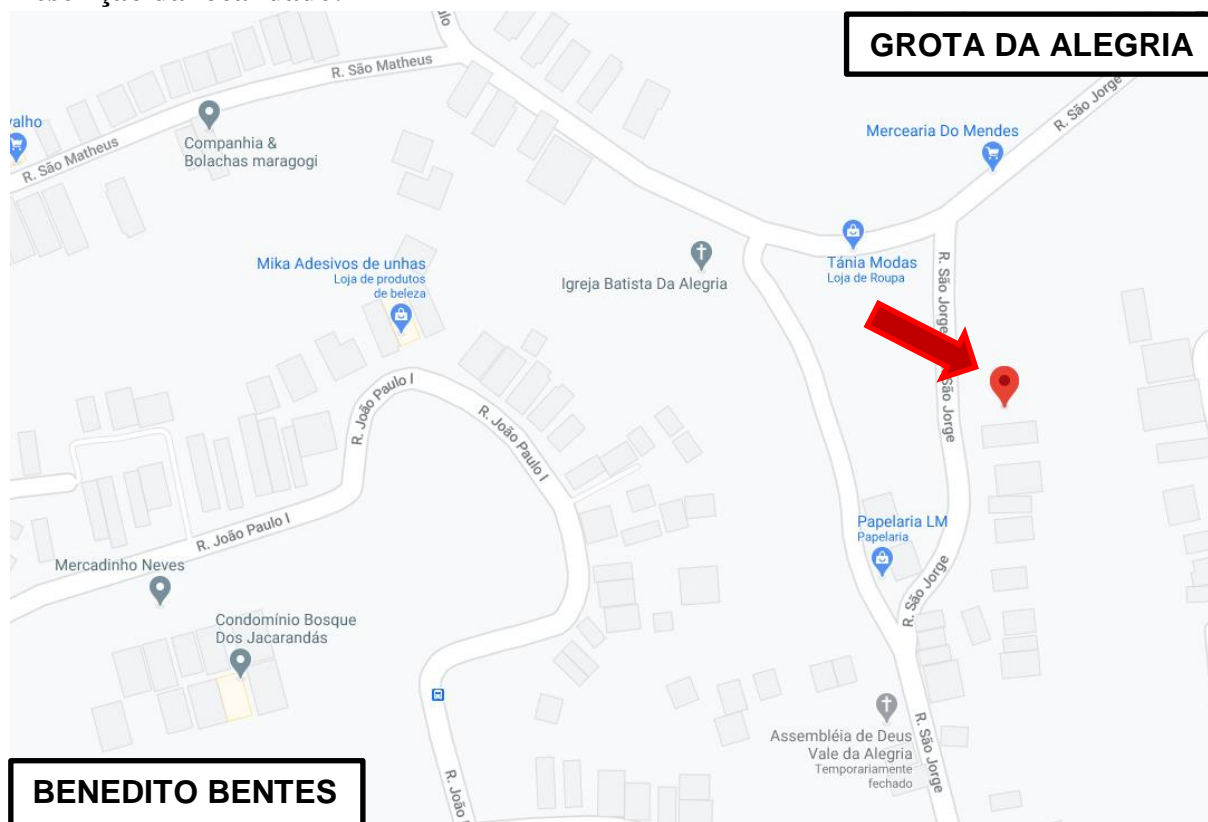 GROTA DA ALEGRIA
R. São Matheus
Mercearia Do Mendes
R. São Jorge
Companhia &
Bolachas maragogi
R. São Matheus
Mika Adesivos de unhas
Loja de produtos
de beleza
Igreja Batista Da Alegria
Tánia Modas
Loja de Roupa
R. São Jorge
São Jorge
R. João Paulo I
R. João Paulo I
R. João Paulo I
Papelaria LM
Papelaria
Mercadinho Neves
R. São Jorge
Condomínio Bosque
Dos Jacarandás
Assembléia de Deus
Vale da Alegria
Temporariamente
fechado
R. São Jorge
R. João
BENEDITO BENTES